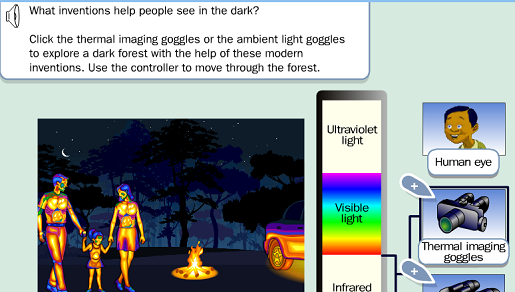 What inventions help people see in the dark?
Click the thermal imaging goggles or the ambient light goggles
to explore a dark forest with the help of these modern
inventions. Use the controller to move through the forest.
Ultraviolet
light
Human eye
Visible
light
Thermal imaging
goggles
Infrared